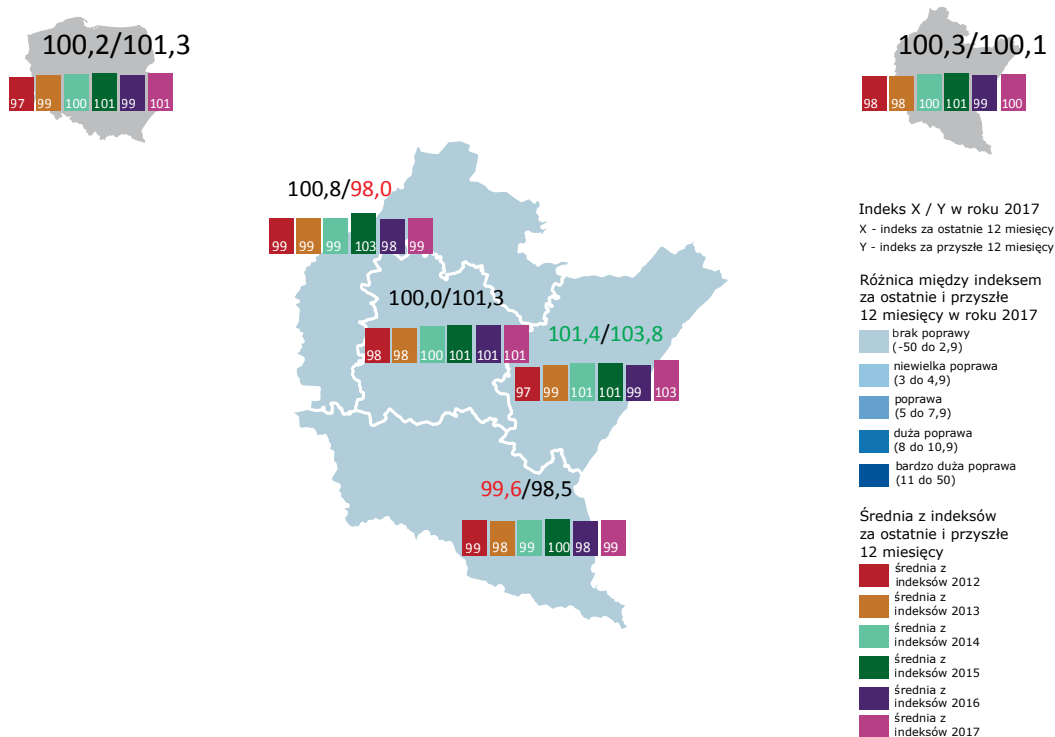 100,2/101,3
97 99 100 101 99 101
100,3/100,1
98 98 100 101 99 100
100,8/98,0
99 99 99 103 98 99
100,0/101,3
98 98 100 101 101 101
101,4/103,8
97 99 101 101 99 103
99,6/98,5
99 98 99 100 98 99
Indeks X / Y w roku 2017
X - indeks za ostatnie 12 miesięcy
Y - indeks za przyszłe 12 miesięcy
Różnica między indeksem
za ostatnie i przyszłe
12 miesięcy w roku 2017
brak poprawy
(-50 do 2,9)
niewielka poprawa
(3 do 4,9)
poprawa
(5 do 7,9)
duża poprawa
(8 do 10,9)
bardzo duża poprawa
(11 do 50)
Średnia z indeksów
za ostatnie i przyszłe
12 miesięcy
średnia z
indeksów 2012
średnia z
indeksów 2013
średnia z
indeksów 2014
średnia z
indeksów 2015
średnia z
indeksów 2016
średnia z
indeksów 2017